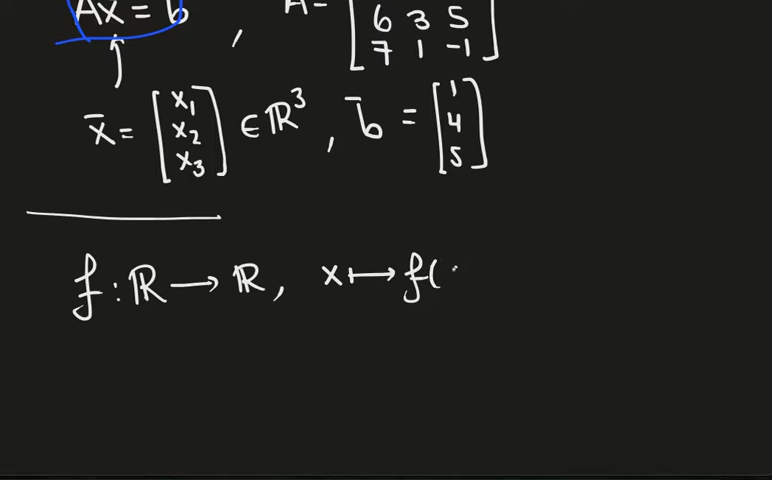 Ax = b , A = [6 3 5
7 1 -1]
x̄ = [x₁ x₂ x₃] ∈ ℝ³ , b̄ = [1 4 5]
f : ℝ ⟶ ℝ , x ⟼ f(